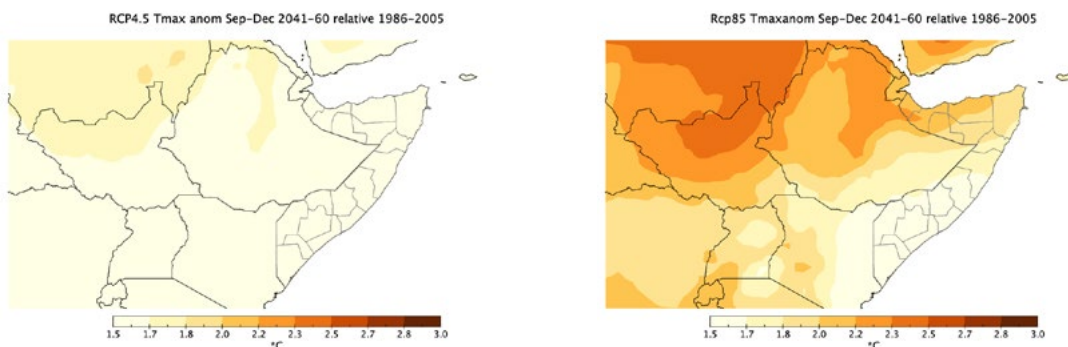 RCP4.5 Tmax anom Sep-Dec 2041-60 relative 1986-2005
Rcp85 Tmaxanom Sep-Dec 2041-60 relative 1986-2005
1.5 1.7 1.8 2.0 2.2 2.3 2.5 2.7 2.8 3.0
°C
1.5 1.7 1.8 2.0 2.2 2.3 2.5 2.7 2.8 3.0
°C